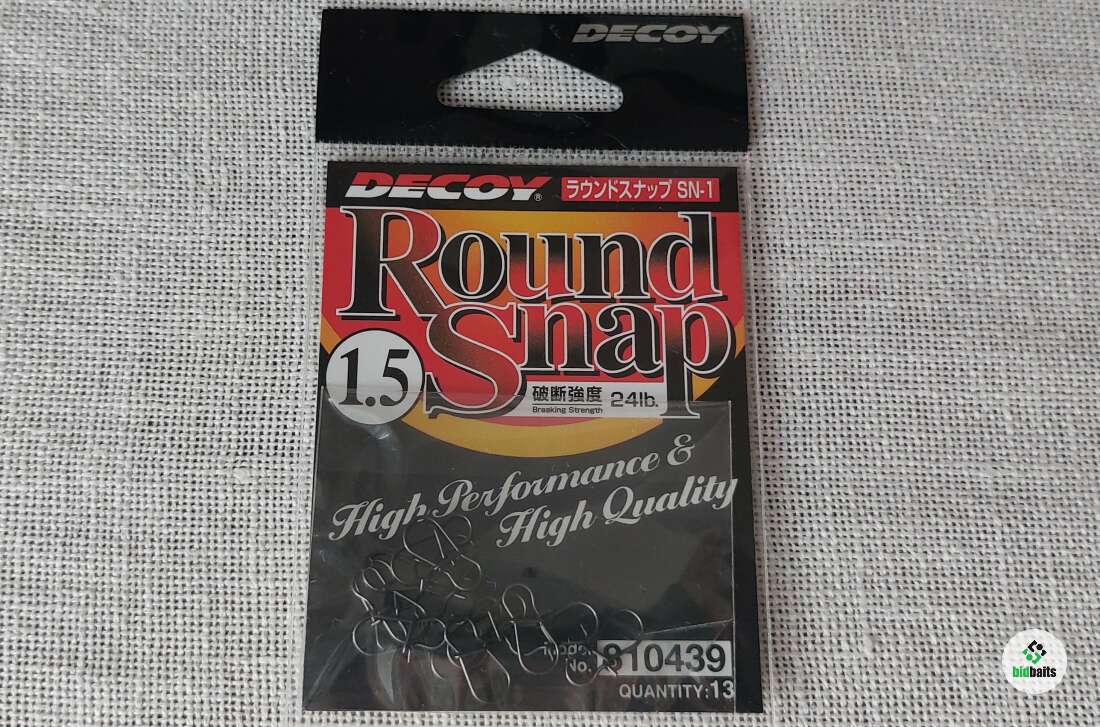 DECOY
DECOY® ラウンドスナップ SN-1
Round
Snap
1.5
破断強度 24lb.
Breaking Strength
High Performance &
High Quality
Model
No. 810439
QUANTITY:13
bidbaits